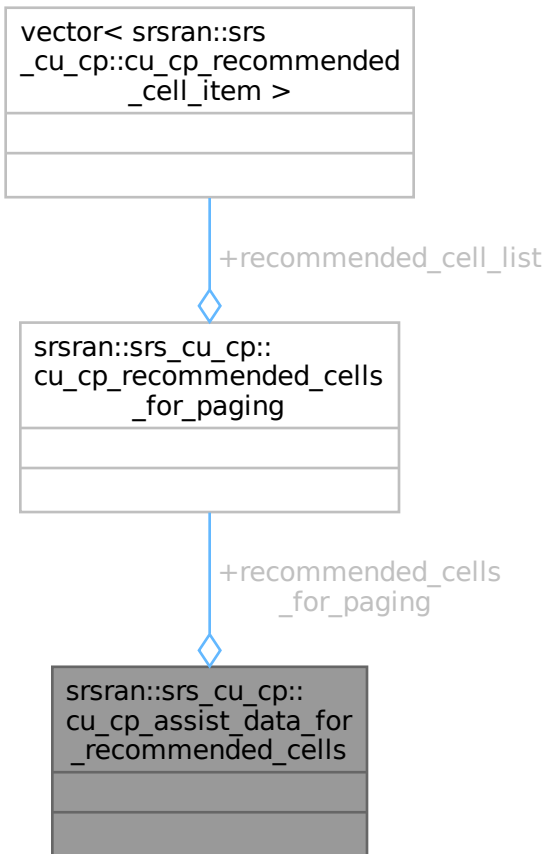 vector< srsran::srs
_cu_cp::cu_cp_recommended
_cell_item >
+recommended_cell_list
srsran::srs_cu_cp::
cu_cp_recommended_cells
_for_paging
+recommended_cells
_for_paging
srsran::srs_cu_cp::
cu_cp_assist_data_for
_recommended_cells